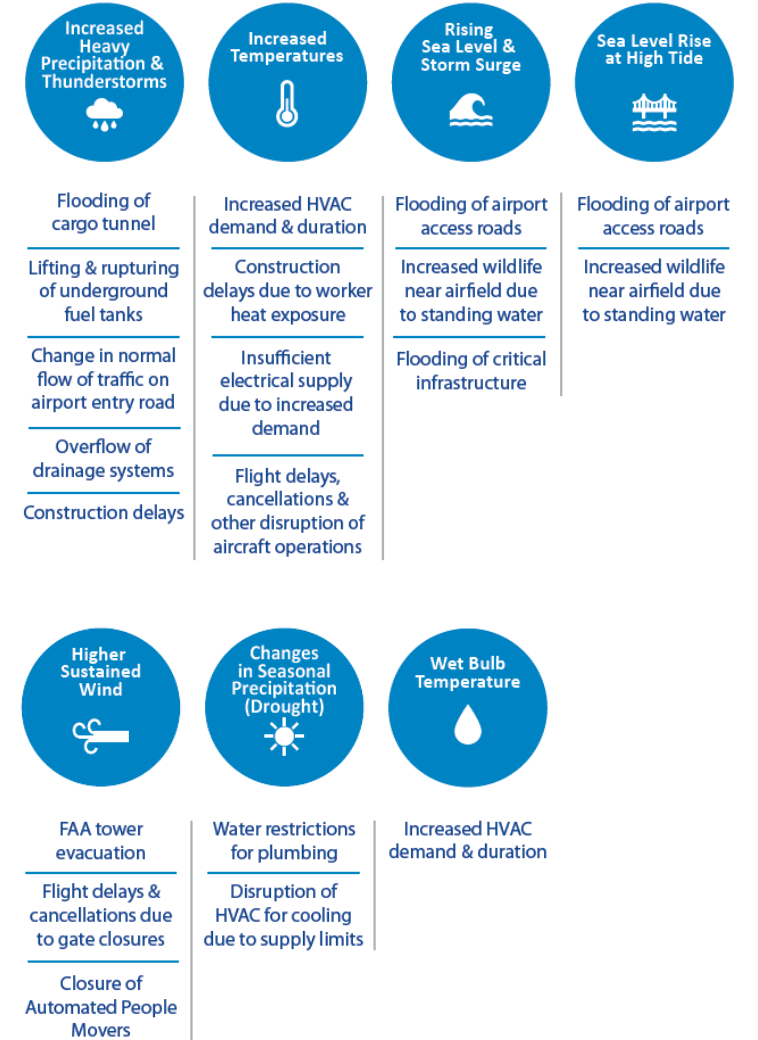 Increased
Heavy
Precipitation &
Thunderstorms
Increased
Temperatures
Rising
Sea Level &
Storm Surge
Sea Level Rise
at High Tide
Flooding of
cargo tunnel
Lifting & rupturing
of underground
fuel tanks
Change in normal
flow of traffic on
airport entry road
Overflow of
drainage systems
Construction delays
Increased HVAC
demand & duration
Construction
delays due to worker
heat exposure
Insufficient
electrical supply
due to increased
demand
Flight delays,
cancellations &
other disruption of
aircraft operations
Flooding of airport
access roads
Increased wildlife
near airfield due
to standing water
Flooding of critical
infrastructure
Flooding of airport
access roads
Increased wildlife
near airfield due
to standing water
Higher
Sustained
Wind
Changes
in Seasonal
Precipitation
(Drought)
Wet Bulb
Temperature
FAA tower
evacuation
Flight delays &
cancellations due
to gate closures
Closure of
Automated People
Movers
Water restrictions
for plumbing
Disruption of
HVAC for cooling
due to supply limits
Increased HVAC
demand & duration